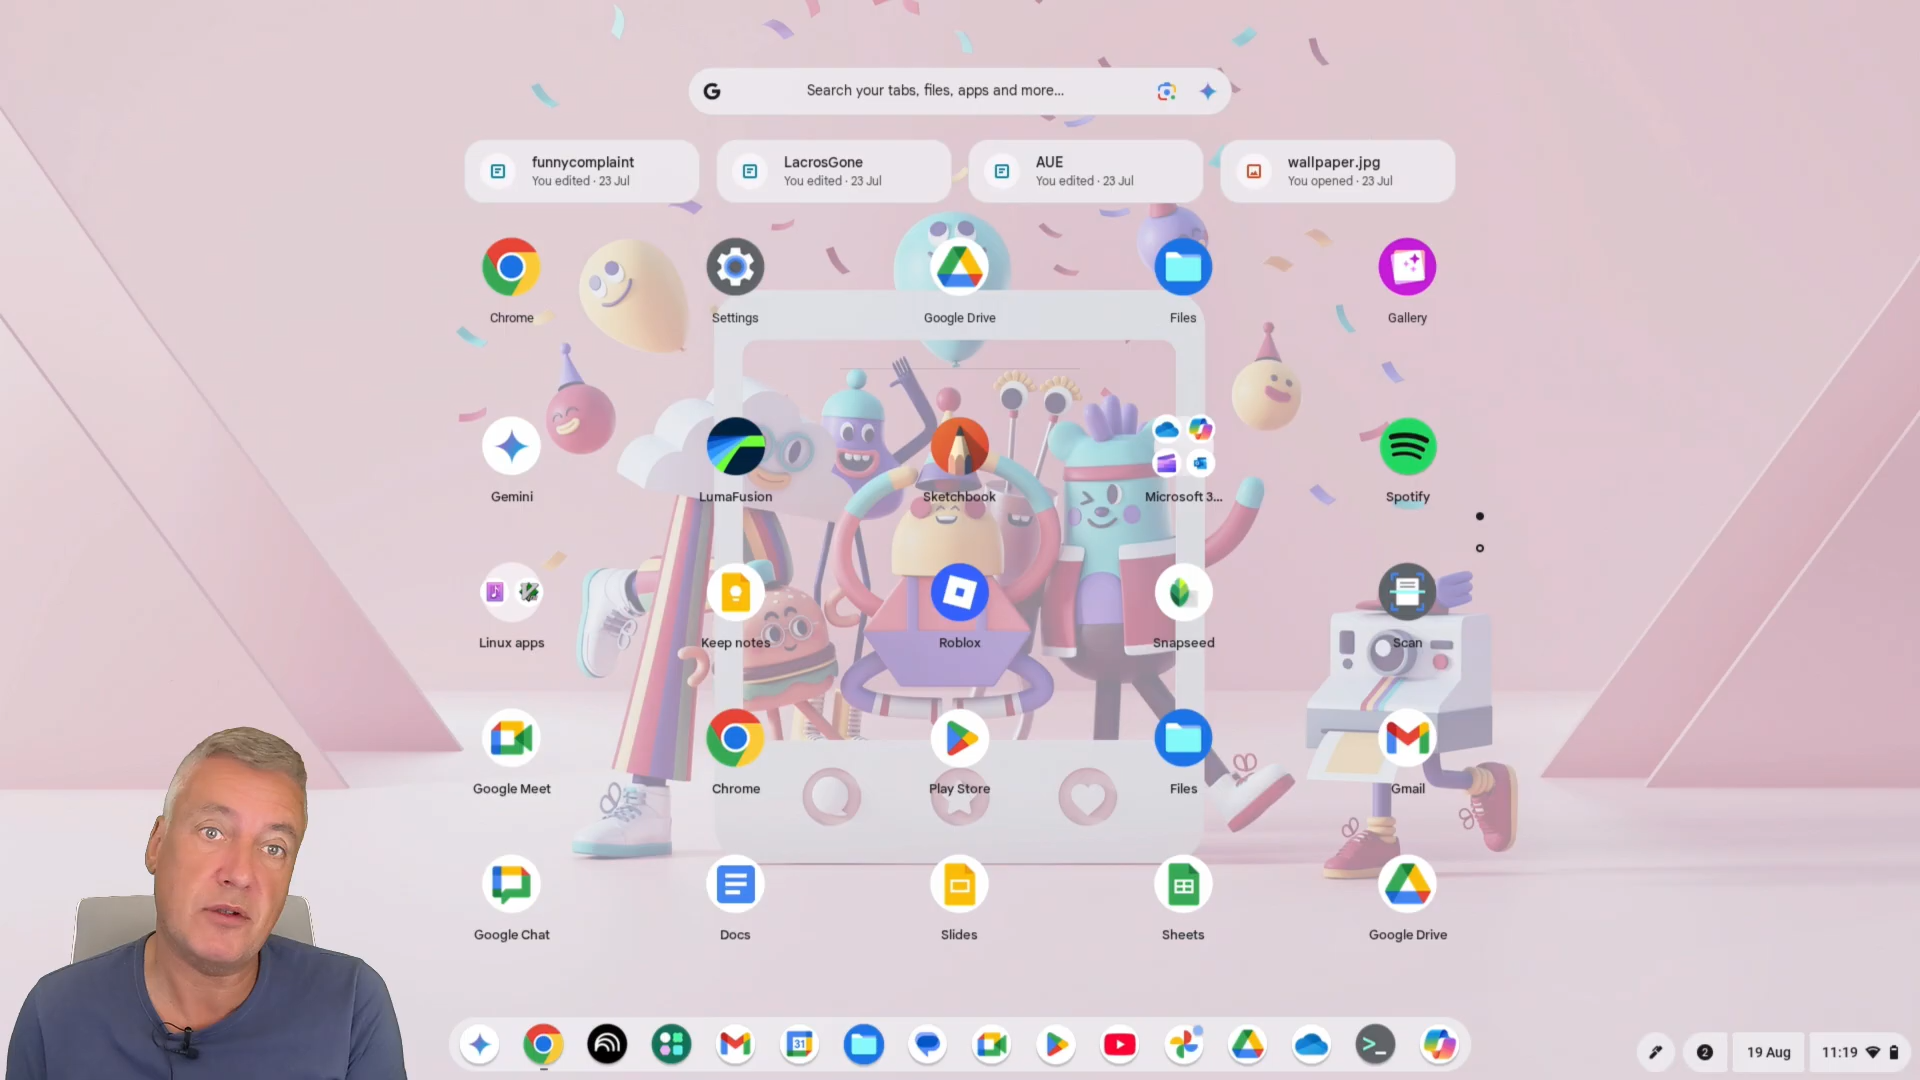 Search your tabs, files, apps and more...
funnycomplaint
You edited · 23 Jul
LacrosGone
You edited · 23 Jul
AUE
You edited · 23 Jul
wallpaper.jpg
You opened · 23 Jul
Chrome
Settings
Google Drive
Files
Gallery
Gemini
LumaFusion
Sketchbook
Microsoft 3...
Spotify
Linux apps
Keep notes
Roblox
Snapseed
Scan
Google Meet
Chrome
Play Store
Files
Gmail
Google Chat
Docs
Slides
Sheets
Google Drive
31
2
19 Aug
11:19